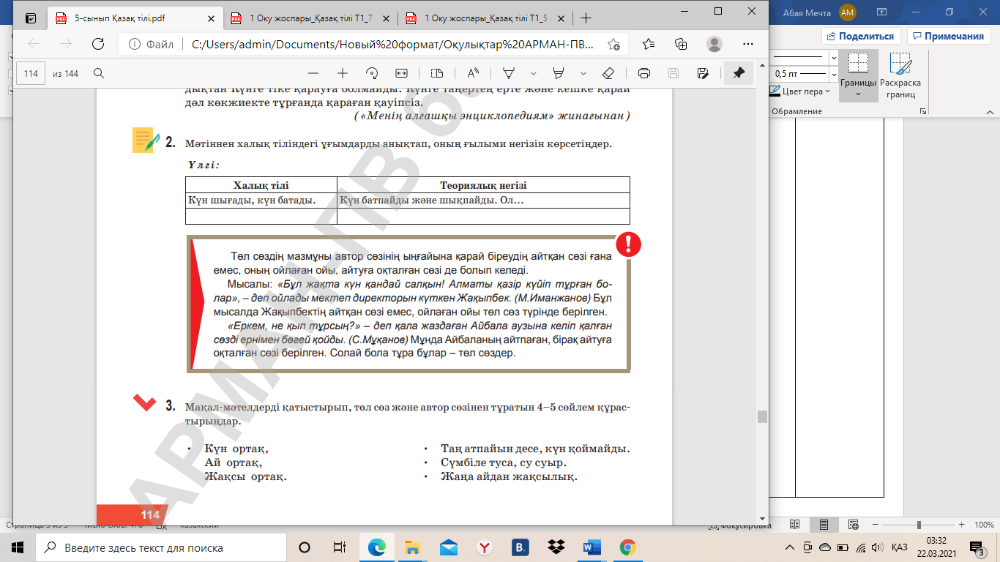 5-сынып Қазақ тілі.pdf
1 Оқу жоспары_Қазақ тілі Т1_7
1 Оқу жоспары_Қазақ тілі Т1_5
Абая Мечта
АМ
Файл
C:/Users/admin/Documents/Новый%20формат/Оқулықтар%20АРМАН-ПВ...
Поделиться
Примечания
114
из 144
0,5 пт
Цвет пера
Границы
Раскраска границ
Обрамление
дықтан Күнге тіке қарауға болмайды. Күнге таңертең ерте және кешке қарай
дәл көкжиекте тұрғанда қараған қауіпсіз.
(«Менің алғашқы энциклопедиям» жинағынан)
2. Мәтіннен халық тіліндегі ұғымдарды анықтап, оның ғылыми негізін көрсетіңдер.
Үлгі:
Халық тілі
Теориялық негізі
Күн шығады, күн батады.
Күн батпайды және шықпайды. Ол...
Төл сөздің мазмұны автор сөзінің ыңғайына қарай біреудің айтқан сөзі ғана
емес, оның ойлаған ойы, айтуға оқталған сөзі де болып келеді.
Мысалы: «Бұл жақта күн қандай салқын! Алматы қазір күйіп тұрған бо-
лар», – деп ойлады мектеп директорын күткен Жақыпбек. (М.Иманжанов) Бұл
мысалда Жақыпбектің айтқан сөзі емес, ойлаған ойы төл сөз түрінде берілген.
«Еркем, не қып тұрсың?» – деп қала жаздаған Айбала аузына келіп қалған
сөзді ернімен бөгей қойды. (С.Мұқанов) Мұнда Айбаланың айтпаған, бірақ айтуға
оқталған сөзі берілген. Солай бола тұра бұлар – төл сөздер.
3. Мақал-мәтелдерді қатыстырып, төл сөз және автор сөзінен тұратын 4–5 сөйлем құрас-
тырыңдар.
• Күн ортақ,
Ай ортақ,
Жақсы ортақ.
• Таң атпайын десе, күн қоймайды.
• Сүмбіле туса, су суыр.
• Жаңа айдан жақсылық.
114
АРМАН-ПВ
Страница 5 из 5
Число слов: 470
казахский
Фокусировка
100%
Введите здесь текст для поиска
ҚАЗ
03:32
22.03.2021
3